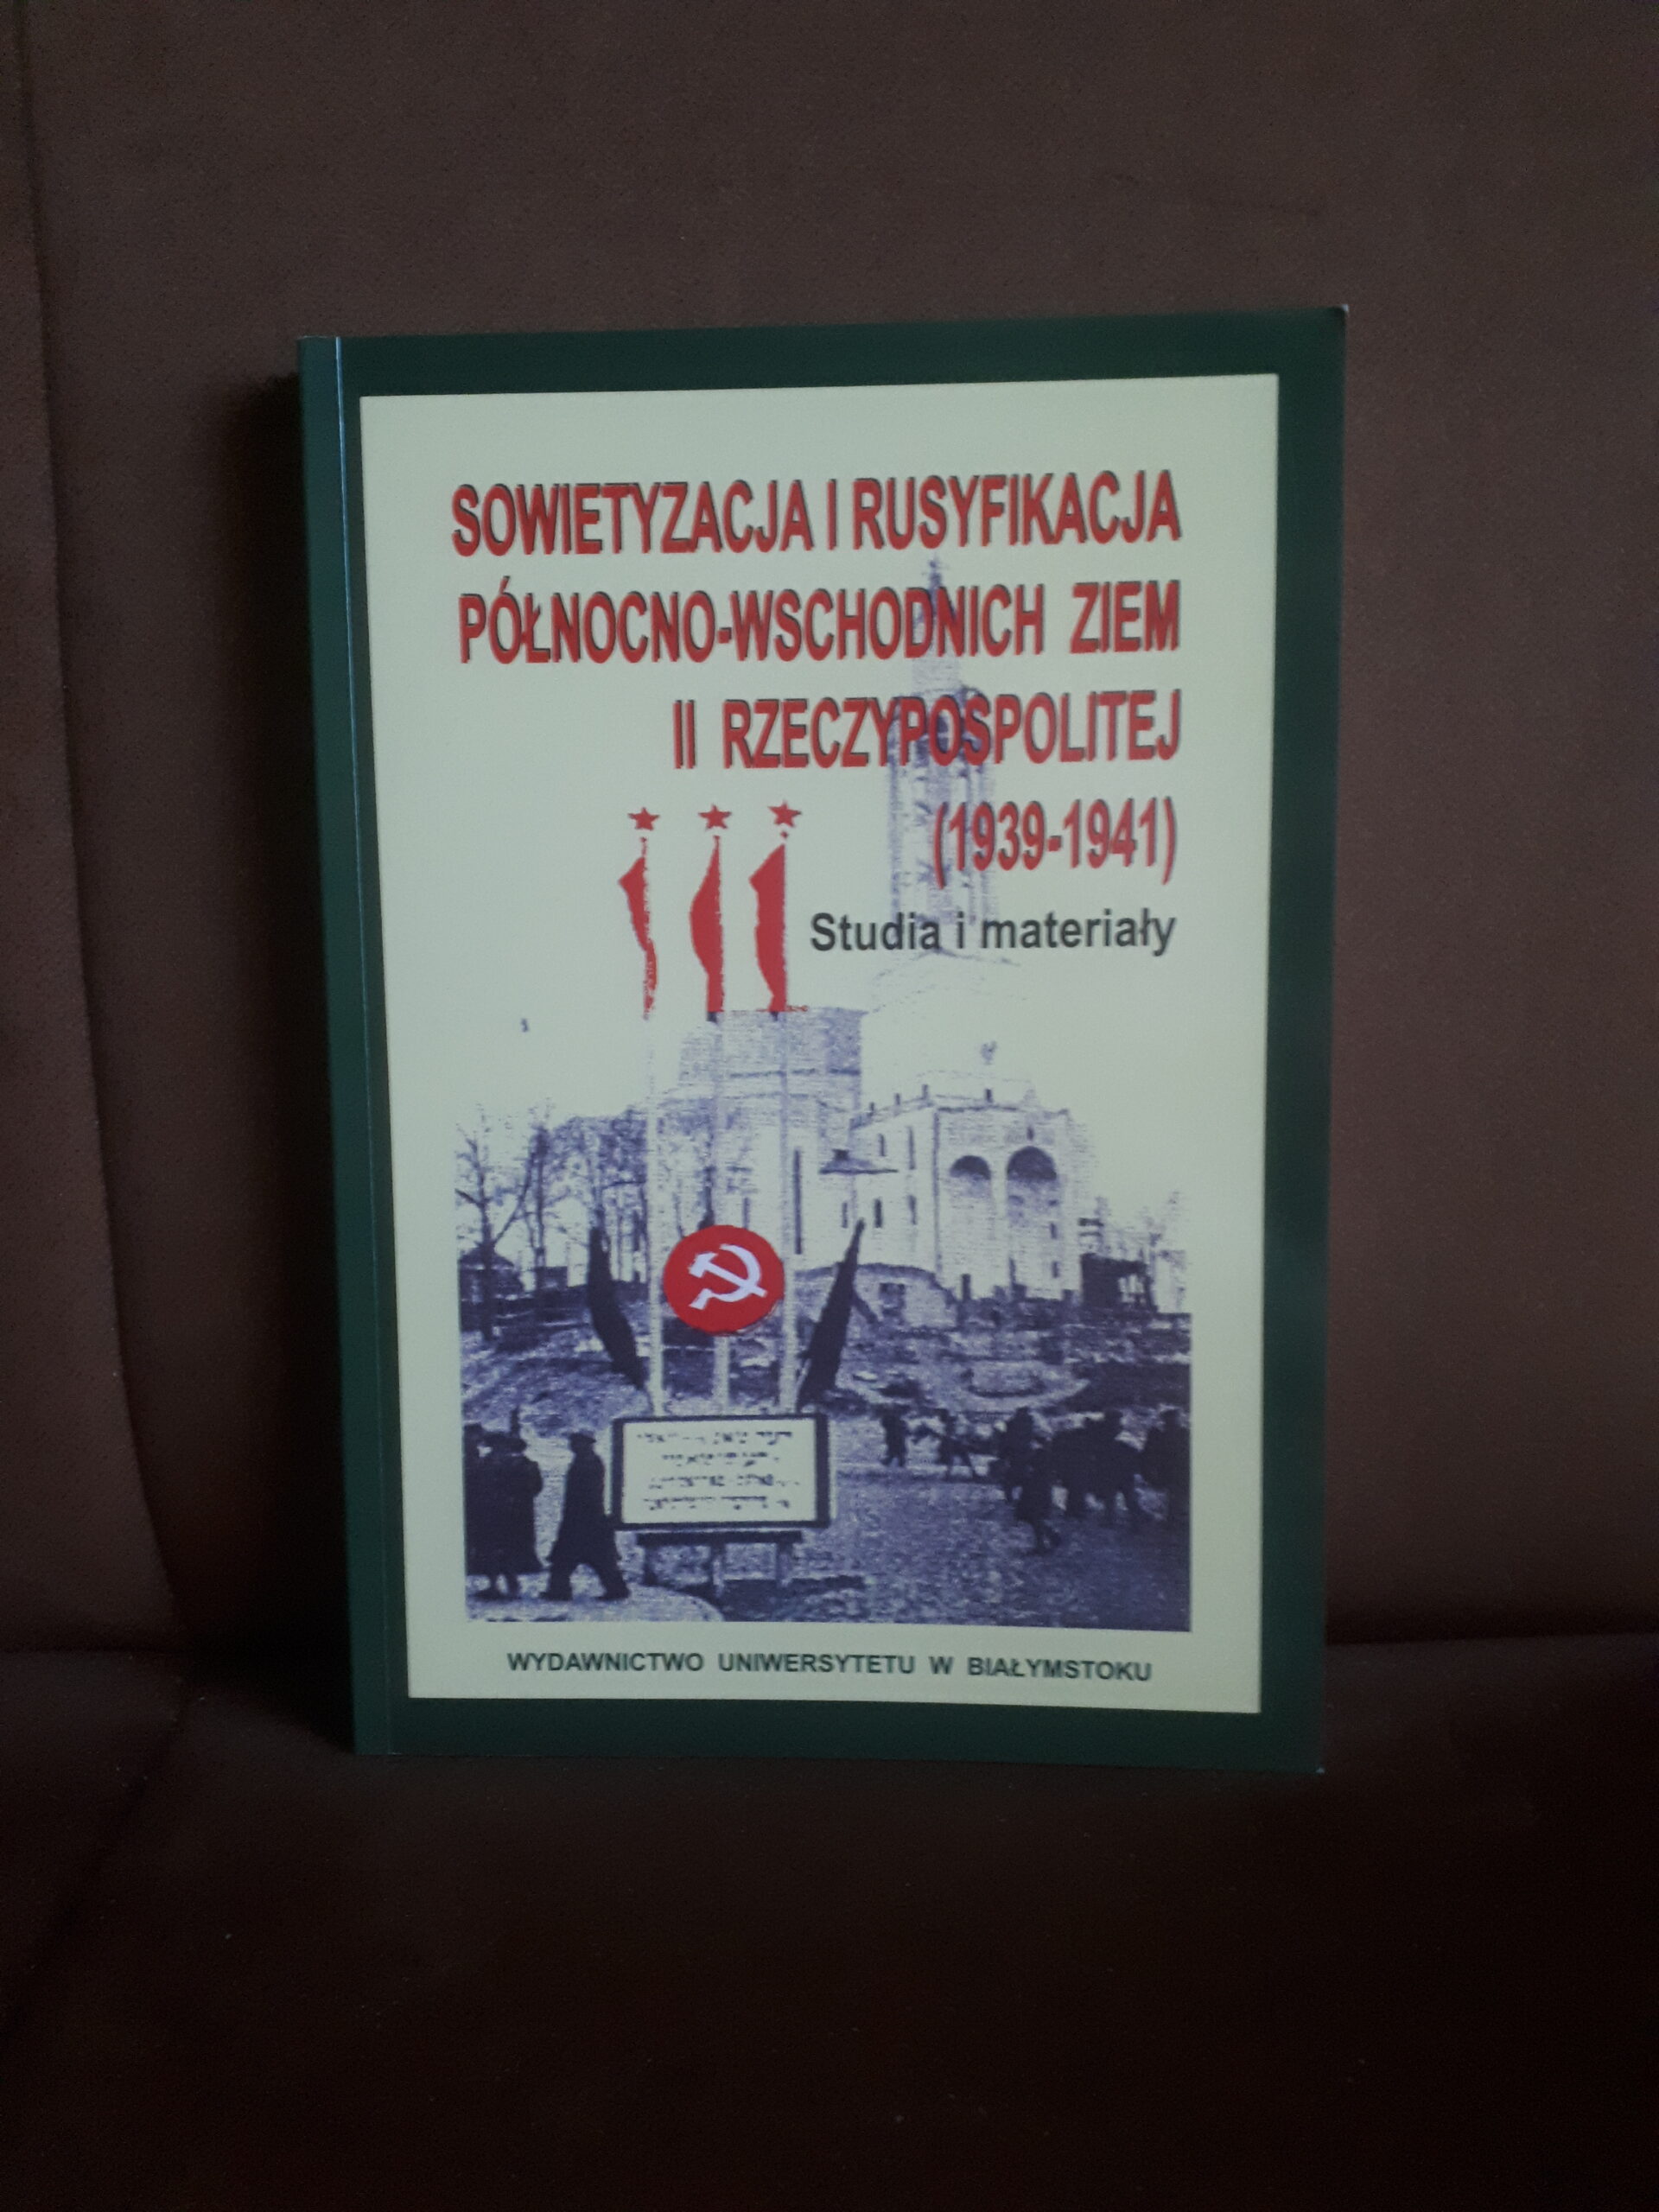 SOWIETYZACJA I RUSYFIKACJA
PÓŁNOCNO-WSCHODNICH ZIEM
II RZECZYPOSPOLITEJ
(1939-1941)
Studia i materiały
WYDAWNICTWO UNIWERSYTETU W BIAŁYMSTOKU